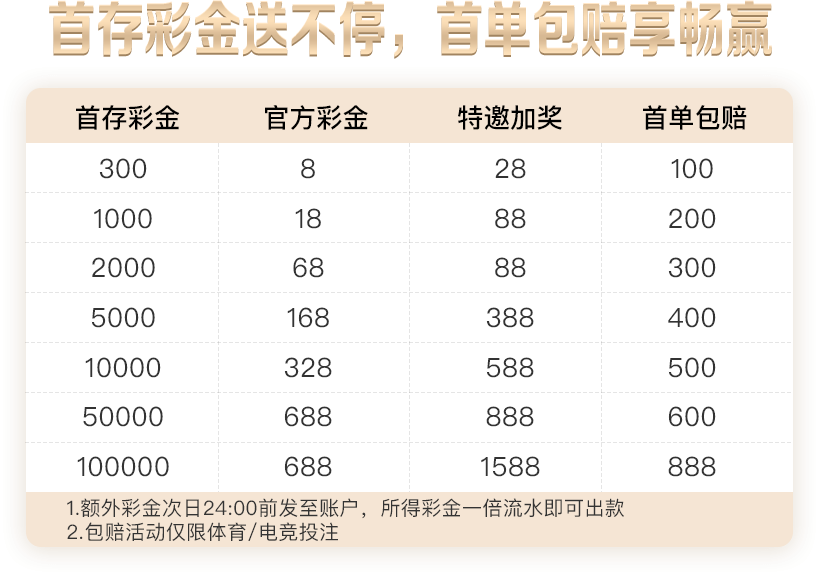 首存彩金送不停，首单包赔享畅赢
首存彩金 官方彩金 特邀加奖 首单包赔
300 8 28 100
1000 18 88 200
2000 68 88 300
5000 168 388 400
10000 328 588 500
50000 688 888 600
100000 688 1588 888
1.额外彩金次日24:00前发至账户，所得彩金一倍流水即可出款
2.包赔活动仅限体育/电竞投注